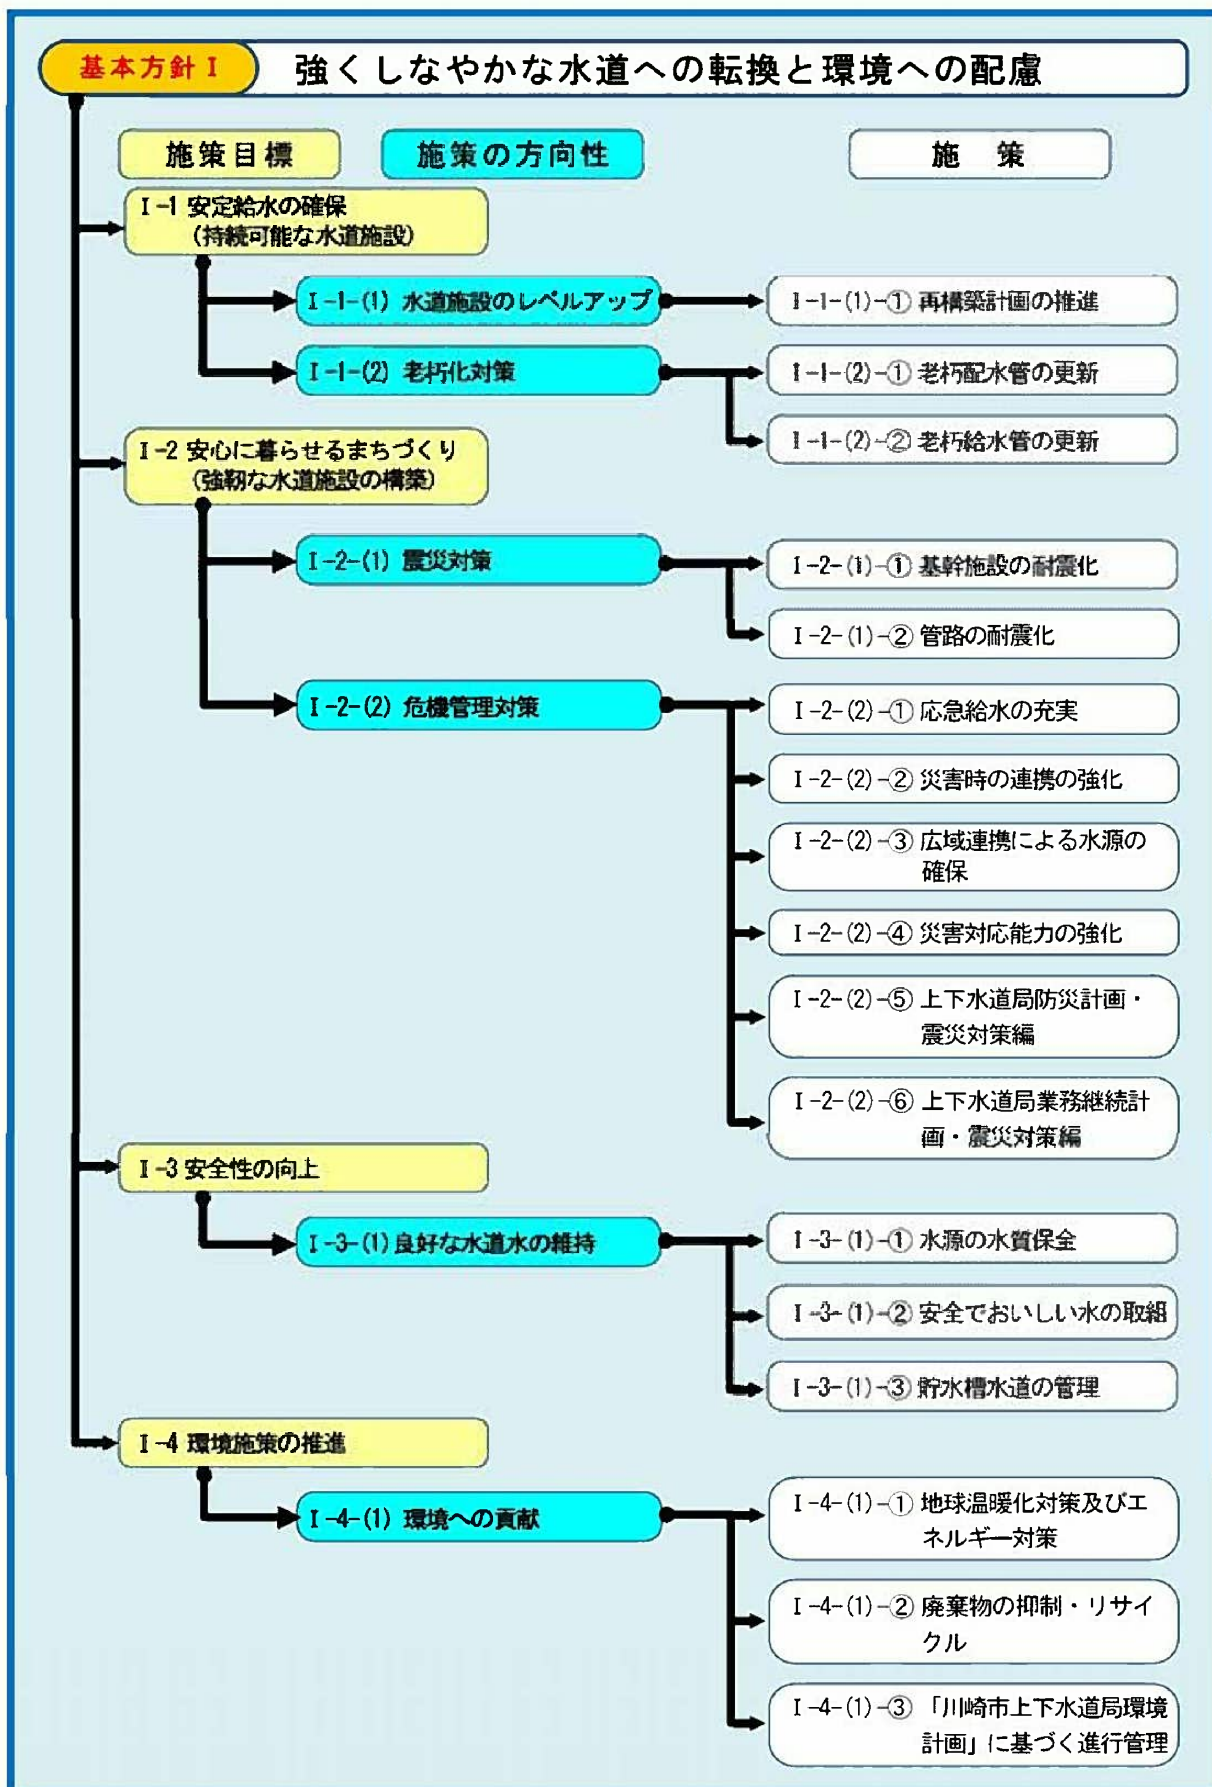 基本方針Ⅰ
強くしなやかな水道への転換と環境への配慮
施策目標
施策の方向性
施 策
Ⅰ-1 安定給水の確保
(持続可能な水道施設)
Ⅰ-1-(1) 水道施設のレベルアップ
Ⅰ-1-(1)-① 再構築計画の推進
Ⅰ-1-(2) 老朽化対策
Ⅰ-1-(2)-① 老朽配水管の更新
Ⅰ-1-(2)-② 老朽給水管の更新
Ⅰ-2 安心に暮らせるまちづくり
(強靭な水道施設の構築)
Ⅰ-2-(1) 震災対策
Ⅰ-2-(1)-① 基幹施設の耐震化
Ⅰ-2-(1)-② 管路の耐震化
Ⅰ-2-(2) 危機管理対策
Ⅰ-2-(2)-① 応急給水の充実
Ⅰ-2-(2)-② 災害時の連携の強化
Ⅰ-2-(2)-③ 広域連携による水源の
確保
Ⅰ-2-(2)-④ 災害対応能力の強化
Ⅰ-2-(2)-⑤ 上下水道局防災計画・
震災対策編
Ⅰ-2-(2)-⑥ 上下水道局業務継続計
画・震災対策編
Ⅰ-3 安全性の向上
Ⅰ-3-(1) 良好な水道水の維持
Ⅰ-3-(1)-① 水源の水質保全
Ⅰ-3-(1)-② 安全でおいしい水の取組
Ⅰ-3-(1)-③ 貯水槽水道の管理
Ⅰ-4 環境施策の推進
Ⅰ-4-(1) 環境への貢献
Ⅰ-4-(1)-① 地球温暖化対策及びエ
ネルギー対策
Ⅰ-4-(1)-② 廃棄物の抑制・リサイ
クル
Ⅰ-4-(1)-③ 「川崎市上下水道局環境
計画」に基づく進行管理